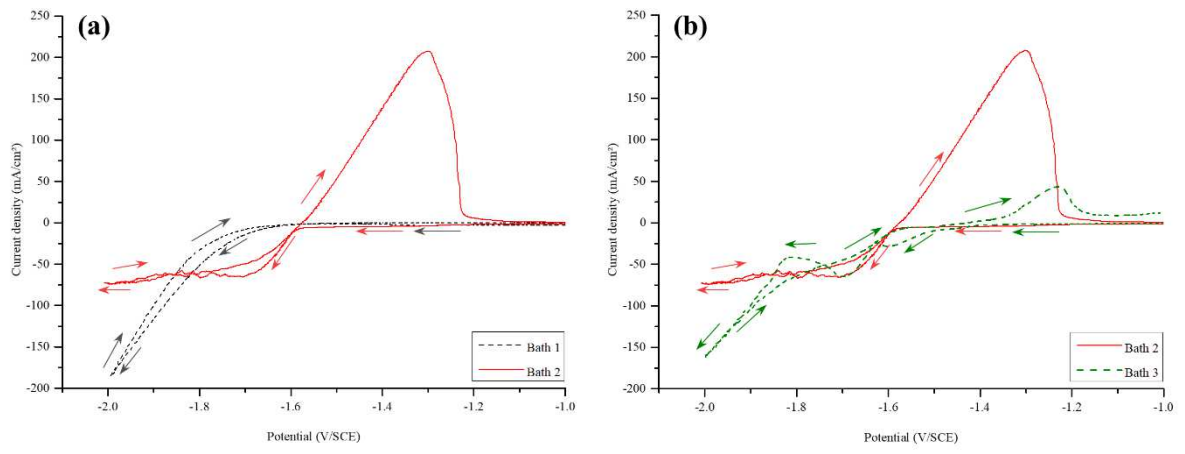 (a)
250
200
150
100
50
0
-50
-100
-150
-200
Current density (mA/cm²)
-2.0 -1.8 -1.6 -1.4 -1.2 -1.0
Potential (V/SCE)
Bath 1
Bath 2
(b)
250
200
150
100
50
0
-50
-100
-150
-200
Current density (mA/cm²)
-2.0 -1.8 -1.6 -1.4 -1.2 -1.0
Potential (V/SCE)
Bath 2
Bath 3